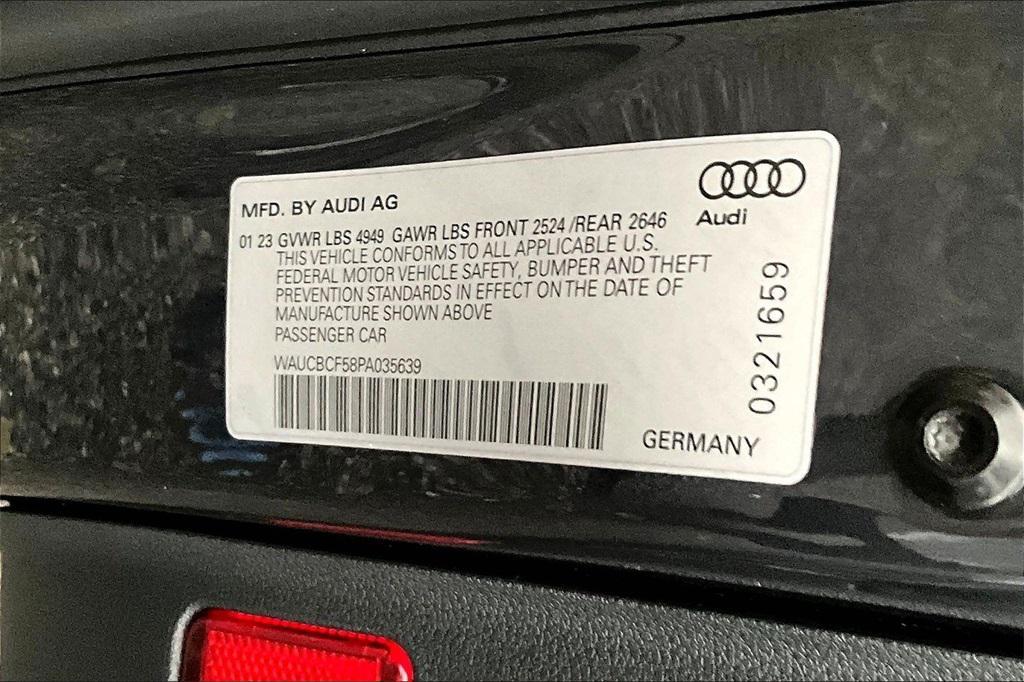 MFD. BY AUDI AG
Audi
01 23 GVWR LBS 4949 GAWR LBS FRONT 2524 /REAR 2646
THIS VEHICLE CONFORMS TO ALL APPLICABLE U.S.
FEDERAL MOTOR VEHICLE SAFETY, BUMPER AND THEFT
PREVENTION STANDARDS IN EFFECT ON THE DATE OF
MANUFACTURE SHOWN ABOVE
PASSENGER CAR
WAUCBCF58PA035639
0321659
GERMANY